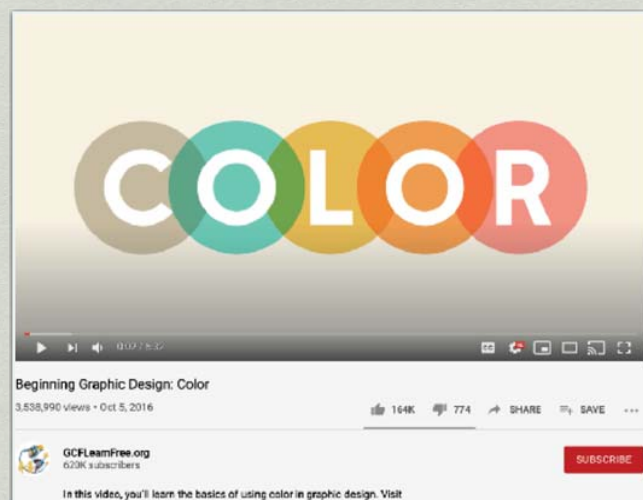 COLOR
CC
Beginning Graphic Design: Color
3,538,990 views • Oct 5, 2016
164K 774 SHARE SAVE
GCFLearnFree.org
620K subscribers
SUBSCRIBE
In this video, you'll learn the basics of using color in graphic design. Visit